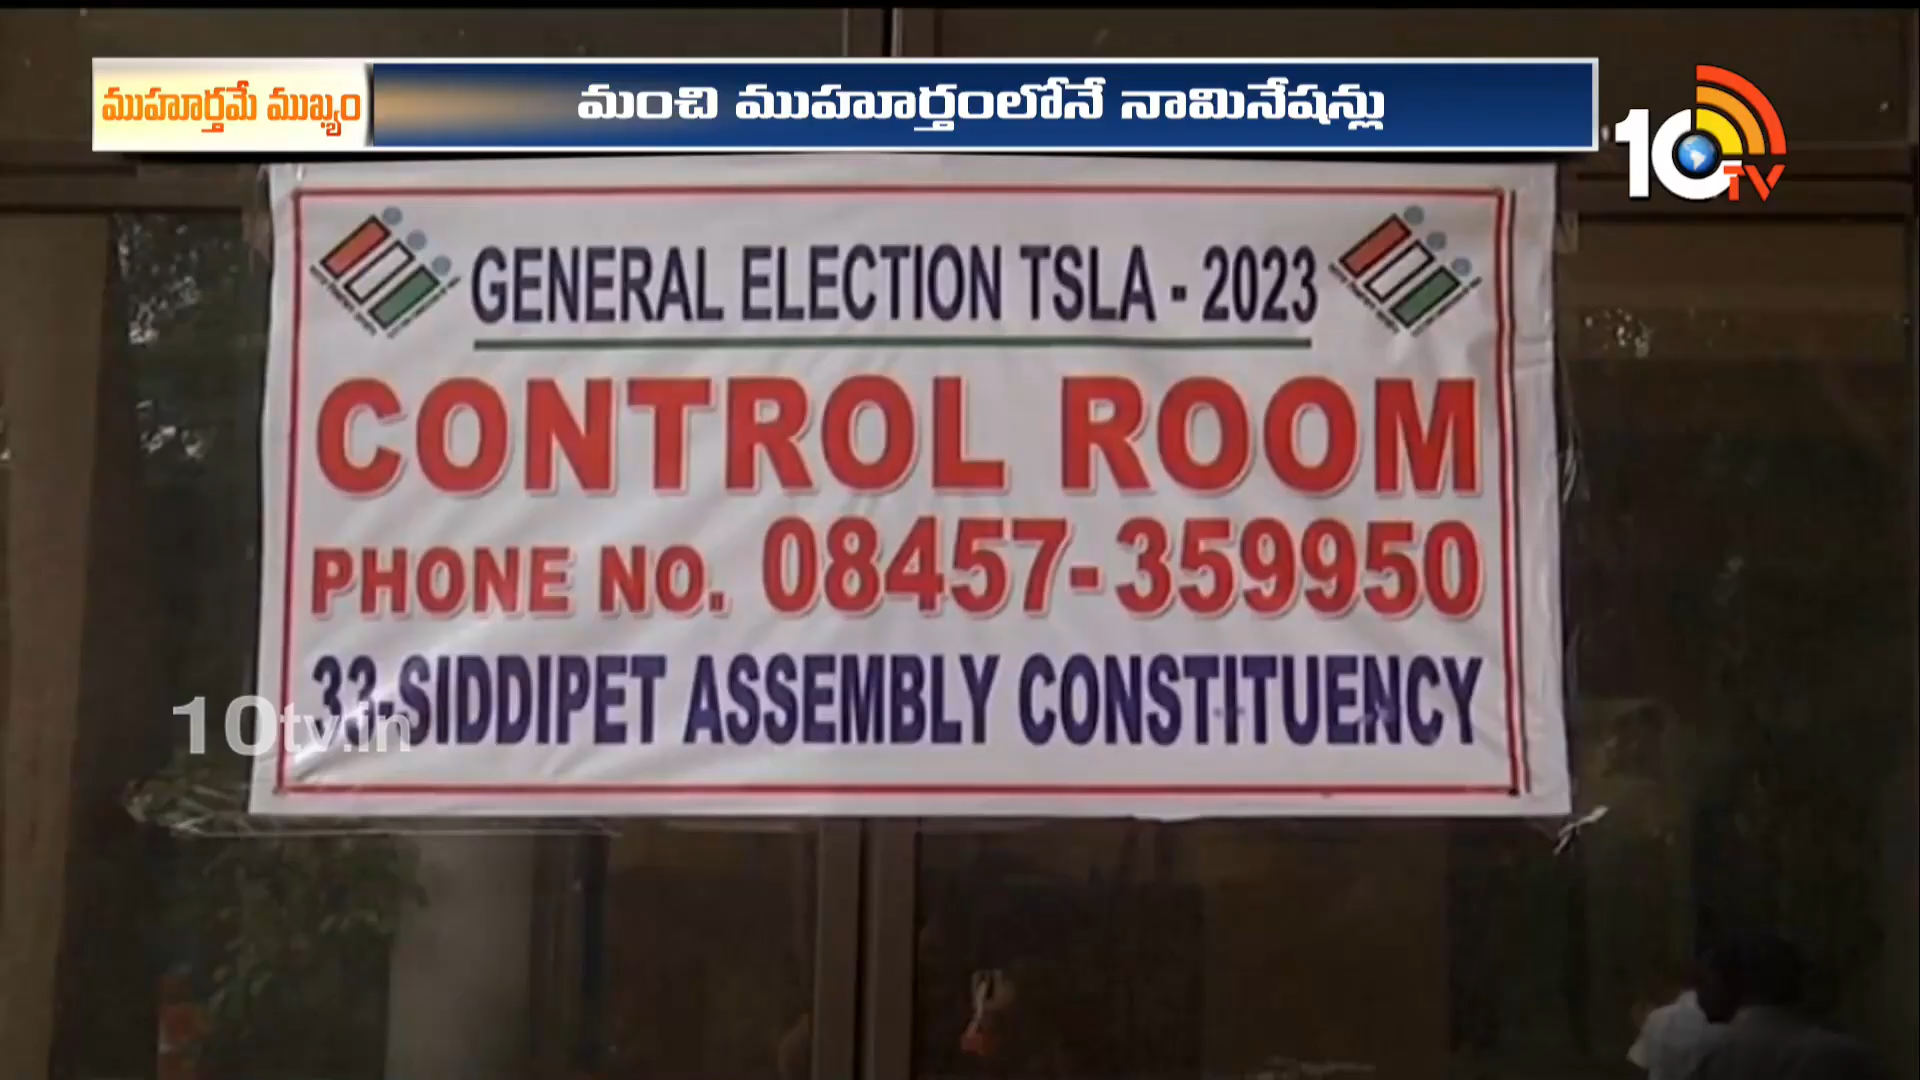 ముహూర్తమే ముఖ్యం
మంచి ముహూర్తంలోనే నామినేషన్లు
10TV
GENERAL ELECTION TSLA - 2023
CONTROL ROOM
PHONE NO. 08457-359950
33-SIDDIPET ASSEMBLY CONSTITUENCY
10tv.in